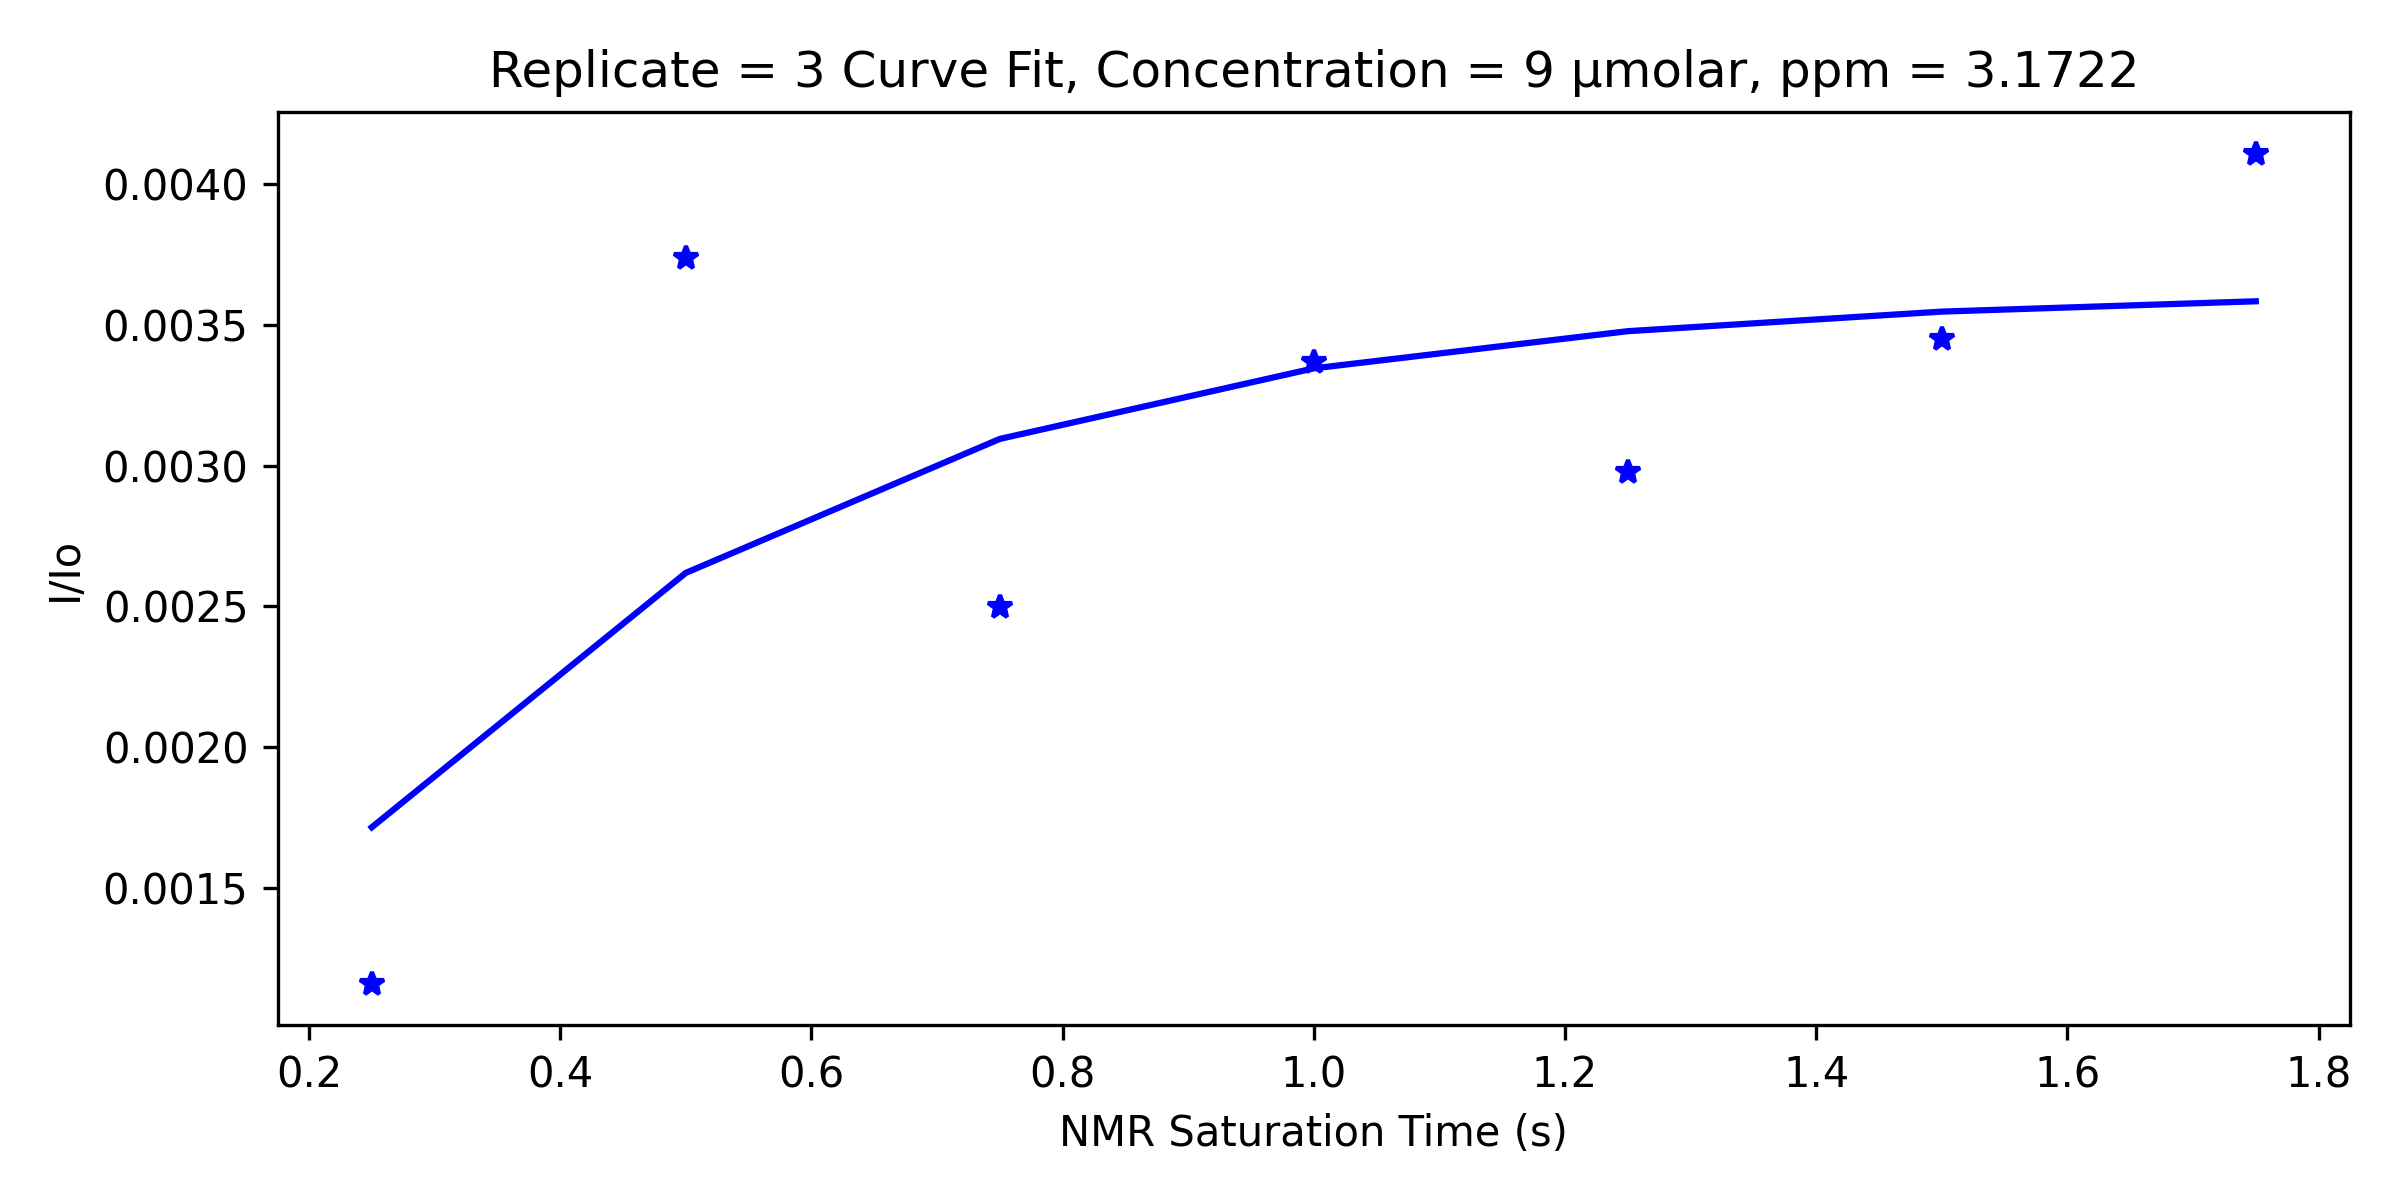 Replicate = 3 Curve Fit, Concentration = 9 μmolar, ppm = 3.1722
0.0040
0.0035
0.0030
0.0025
0.0020
0.0015
I/Io
0.2 0.4 0.6 0.8 1.0 1.2 1.4 1.6 1.8
NMR Saturation Time (s)